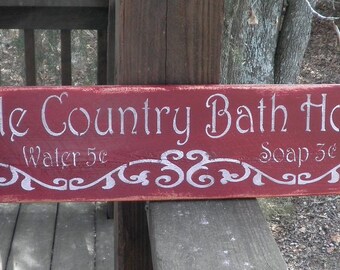 Country Bath
Water 5¢ Soap 3¢